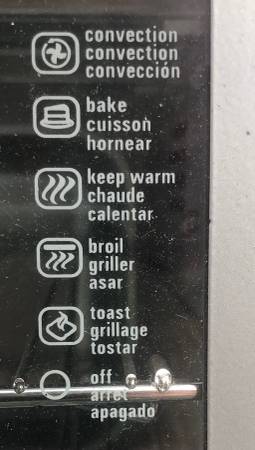 convection
convection
convección
bake
cuisson
hornear
keep warm
chaude
calentar
broil
griller
asar
toast
grillage
tostar
off
arrêt
apagado